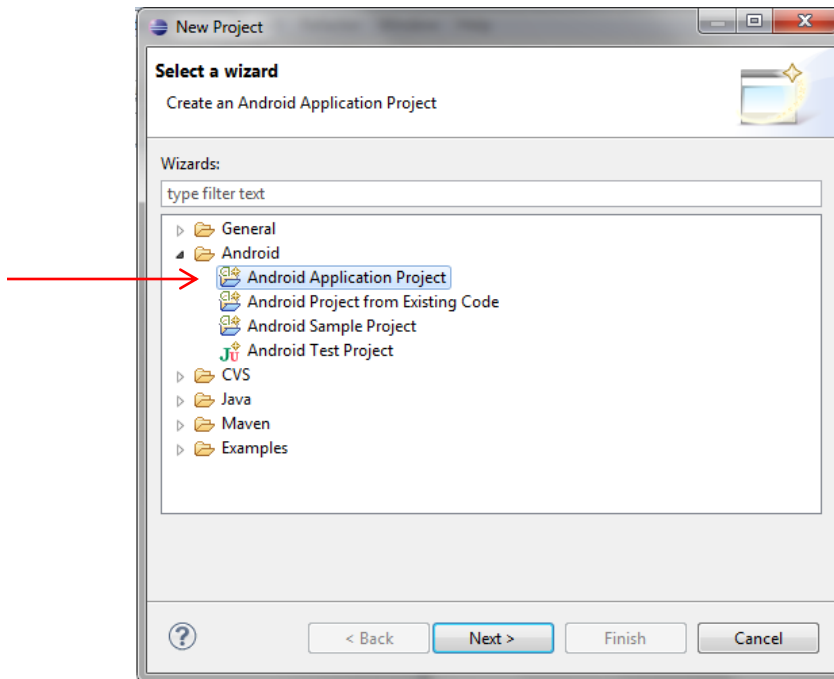 New Project
Select a wizard
Create an Android Application Project
Wizards:
type filter text
General
Android
Android Application Project
Android Project from Existing Code
Android Sample Project
Android Test Project
CVS
Java
Maven
Examples
< Back Next > Finish Cancel